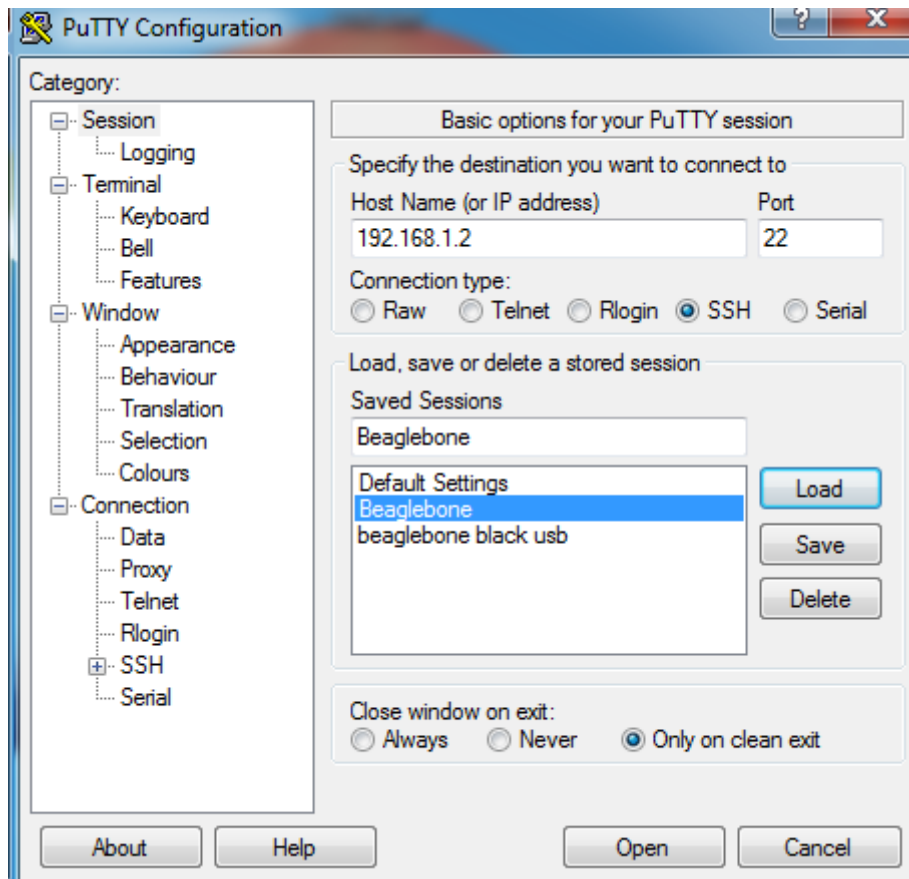 PuTTY Configuration
?
X
Category:
Session
Logging
Terminal
Keyboard
Bell
Features
Window
Appearance
Behaviour
Translation
Selection
Colours
Connection
Data
Proxy
Telnet
Rlogin
SSH
Serial
Basic options for your PuTTY session
Specify the destination you want to connect to
Host Name (or IP address) Port
192.168.1.2 22
Connection type:
Raw Telnet Rlogin SSH Serial
Load, save or delete a stored session
Saved Sessions
Beaglebone
Default Settings
Beaglebone
beaglebone black usb
Load
Save
Delete
Close window on exit:
Always Never Only on clean exit
About Help Open Cancel